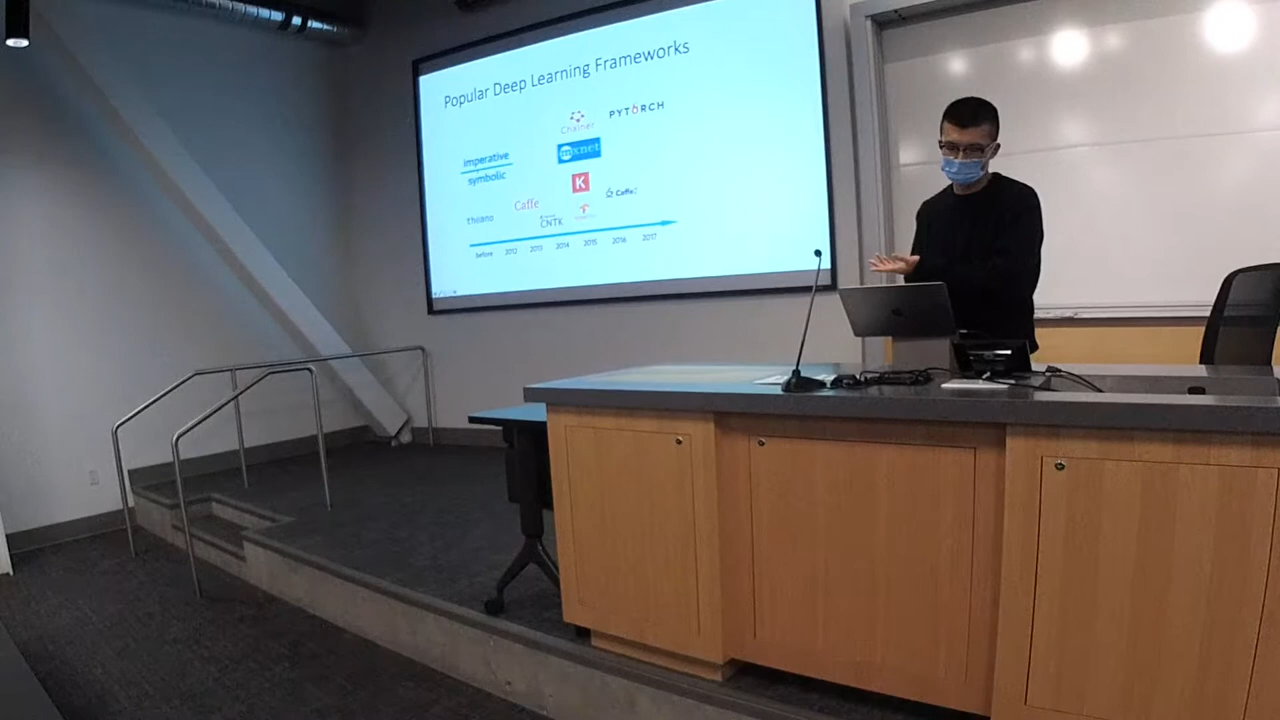 Popular Deep Learning Frameworks
Chainer
PYTORCH
mxnet
imperative
symbolic
K
Caffe2
Caffe
theano
CNTK
before 2012 2013 2014 2015 2016 2017